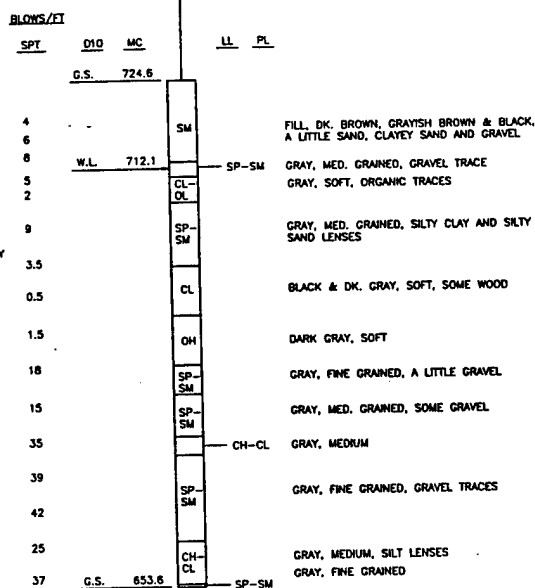 BLOWS/FT
SPT D10 MC LL PL
G.S. 724.6
4 SM FILL, DK. BROWN, GRAYISH BROWN & BLACK,
A LITTLE SAND, CLAYEY SAND AND GRAVEL
6
8 W.L. 712.1 SP-SM GRAY, MED. GRAINED, GRAVEL TRACE
5 CL-OL GRAY, SOFT, ORGANIC TRACES
2
9 SP-SM GRAY, MED. GRAINED, SILTY CLAY AND SILTY
SAND LENSES
Y
3.5
0.5 CL BLACK & DK. GRAY, SOFT, SOME WOOD
1.5 OH DARK GRAY, SOFT
18 SP-SM GRAY, FINE GRAINED, A LITTLE GRAVEL
15 SP-SM GRAY, MED. GRAINED, SOME GRAVEL
35 CH-CL GRAY, MEDIUM
39 SP-SM GRAY, FINE GRAINED, GRAVEL TRACES
42
25 CH-CL GRAY, MEDIUM, SILT LENSES
GRAY, FINE GRAINED
37 G.S. 653.6 SP-SM